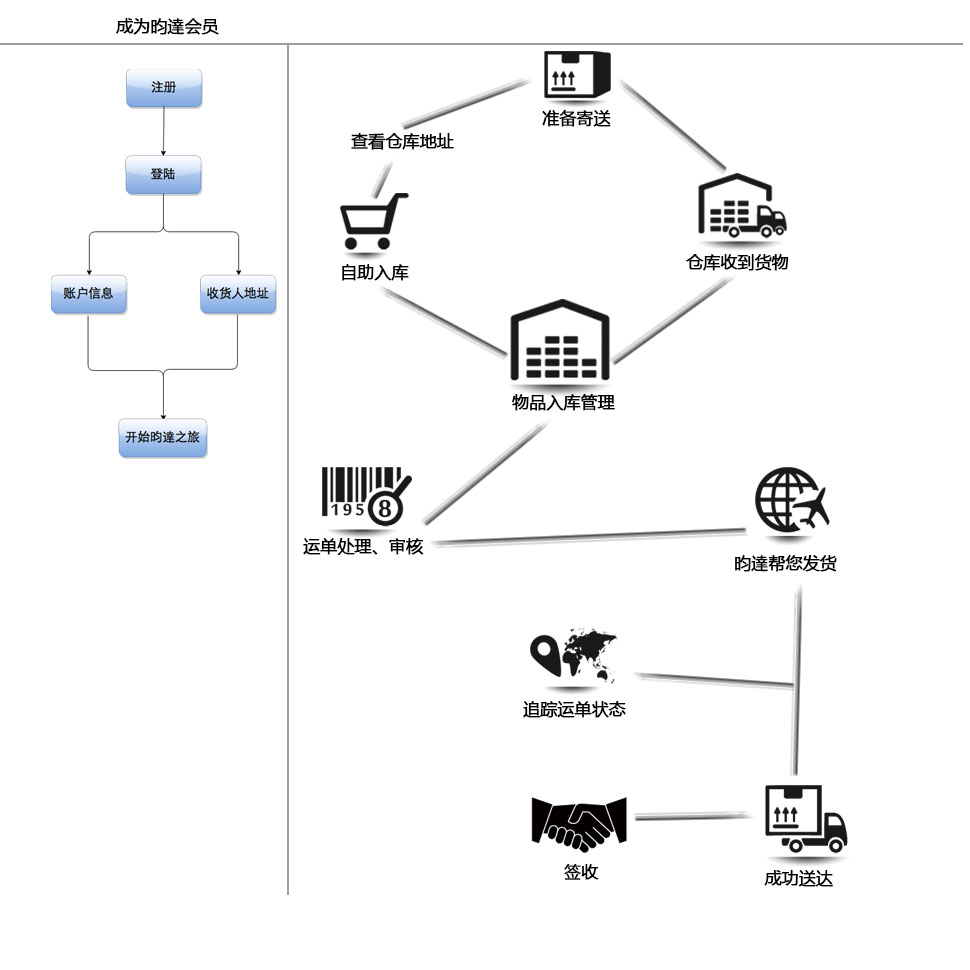 成为昀達会员
注册
登陆
账户信息
收货人地址
开始昀達之旅
准备寄送
查看仓库地址
仓库收到货物
自助入库
物品入库管理
195 8
运单处理、审核
昀達帮您发货
追踪运单状态
签收
成功送达